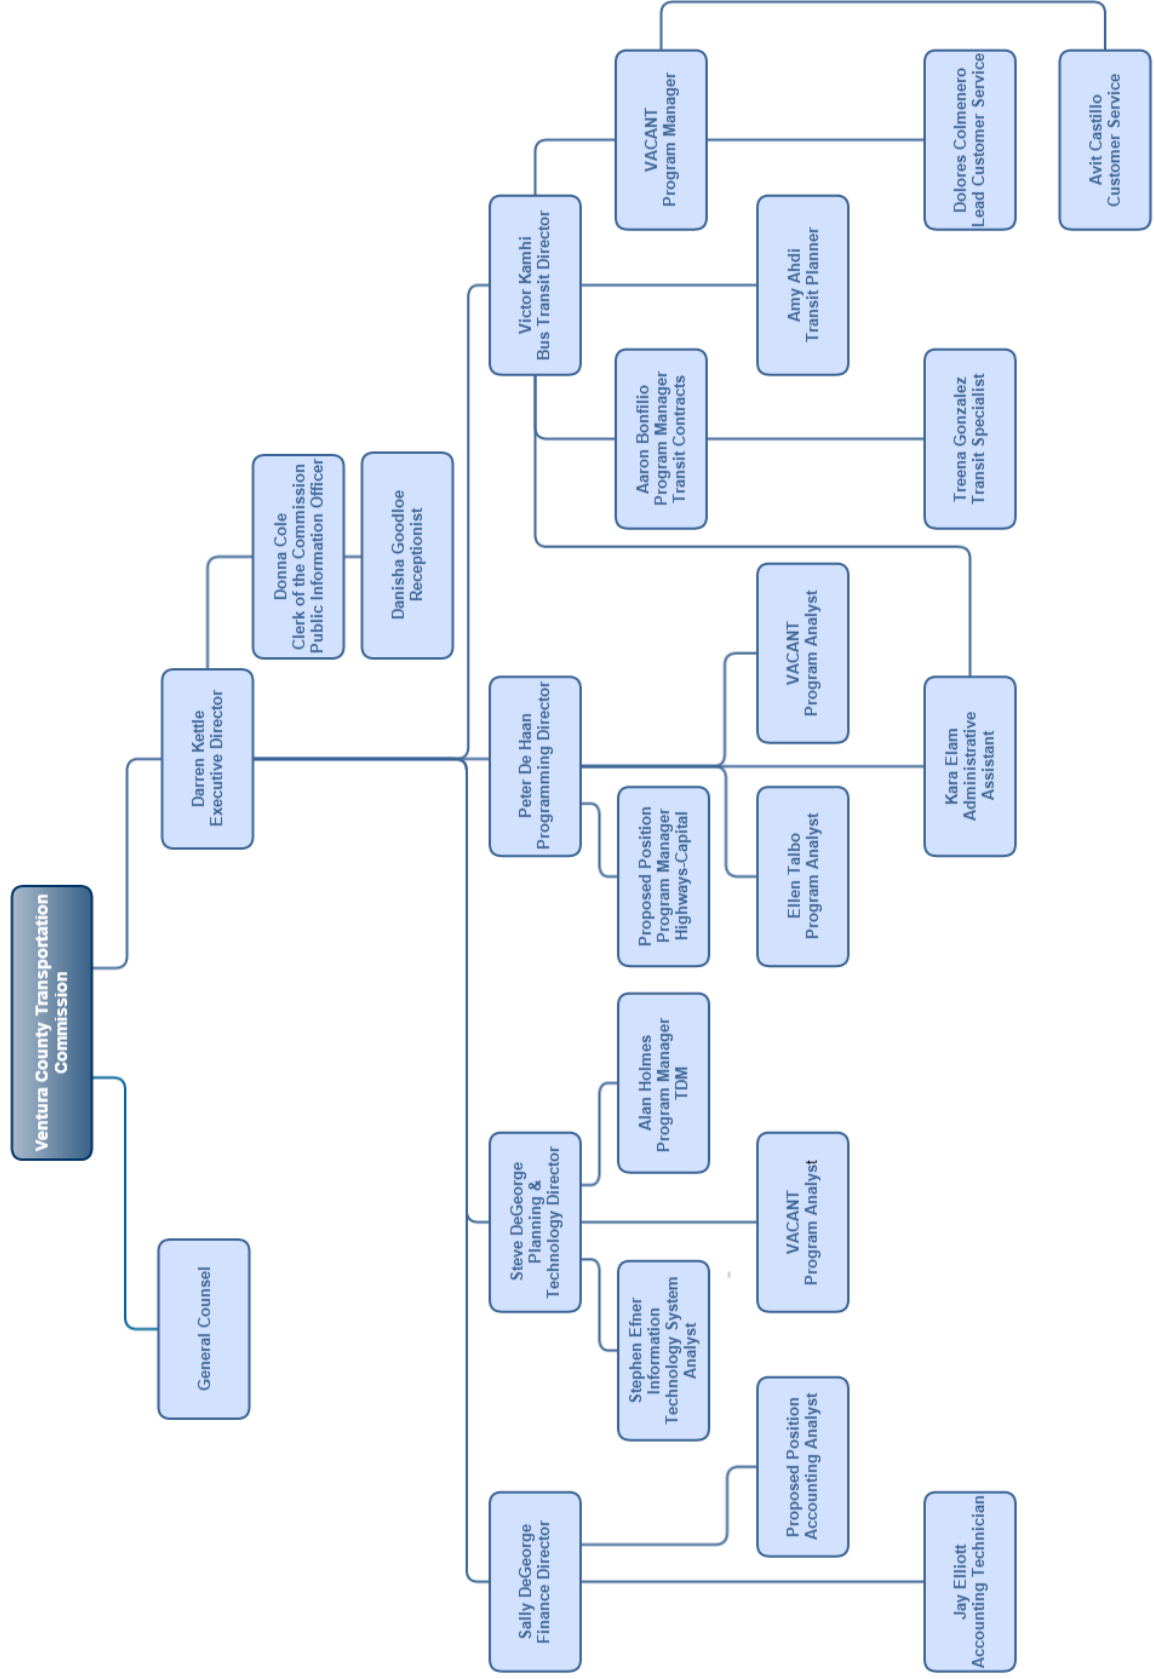 Ventura County Transportation
Commission
General Counsel
Darren Kettle
Executive Director
Donna Cole
Clerk of the Commission
Public Information Officer
Danisha Goodloe
Receptionist
Sally DeGeorge
Finance Director
Steve DeGeorge
Planning &
Technology Director
Peter De Haan
Programming Director
Victor Kamhi
Bus Transit Director
Stephen Efner
Information
Technology System
Analyst
Alan Holmes
Program Manager
TDM
Proposed Position
Program Manager
Highways-Capital
Aaron Bonfilio
Program Manager
Transit Contracts
VACANT
Program Manager
Proposed Position
Accounting Analyst
VACANT
Program Analyst
Ellen Talbo
Program Analyst
VACANT
Program Analyst
Amy Ahdi
Transit Planner
Jay Elliott
Accounting Technician
Kara Elam
Administrative
Assistant
Treena Gonzalez
Transit Specialist
Dolores Colmenero
Lead Customer Service
Avit Castillo
Customer Service